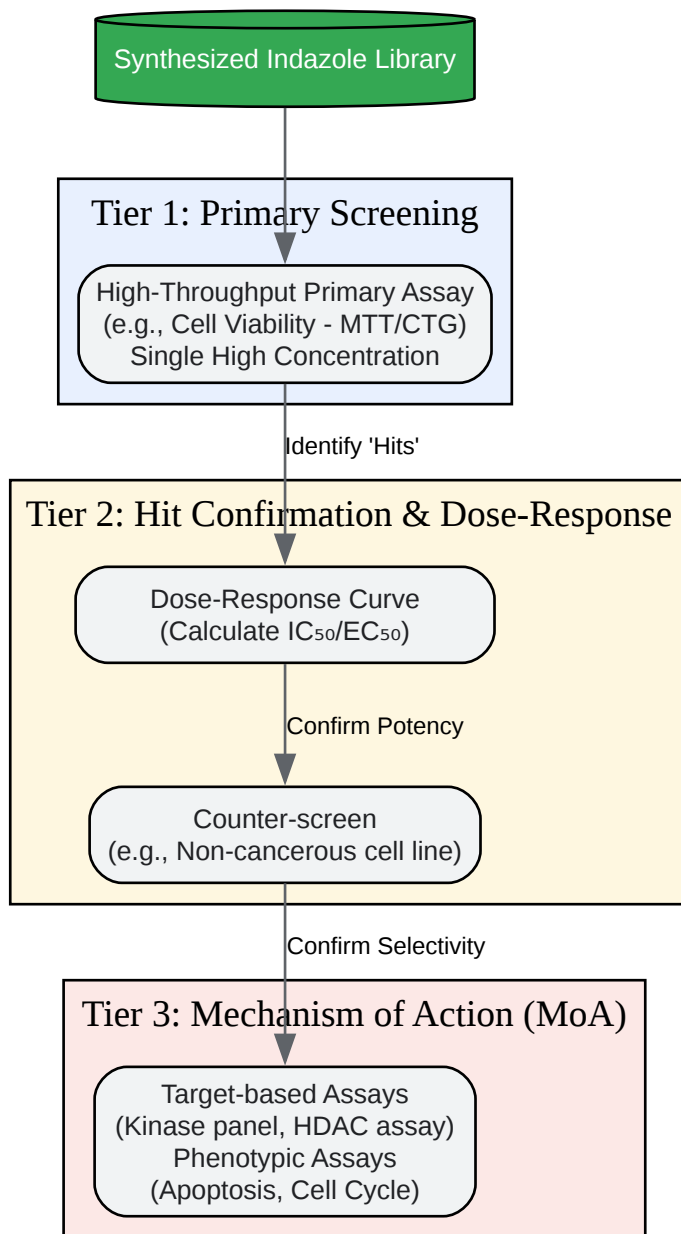 Synthesized Indazole Library
Tier 1: Primary Screening
High-Throughput Primary Assay
(e.g., Cell Viability - MTT/CTG)
Single High Concentration
Identify 'Hits'
Tier 2: Hit Confirmation & Dose-Response
Dose-Response Curve
(Calculate IC₅₀/EC₅₀)
Confirm Potency
Counter-screen
(e.g., Non-cancerous cell line)
Confirm Selectivity
Tier 3: Mechanism of Action (MoA)
Target-based Assays
(Kinase panel, HDAC assay)
Phenotypic Assays
(Apoptosis, Cell Cycle)